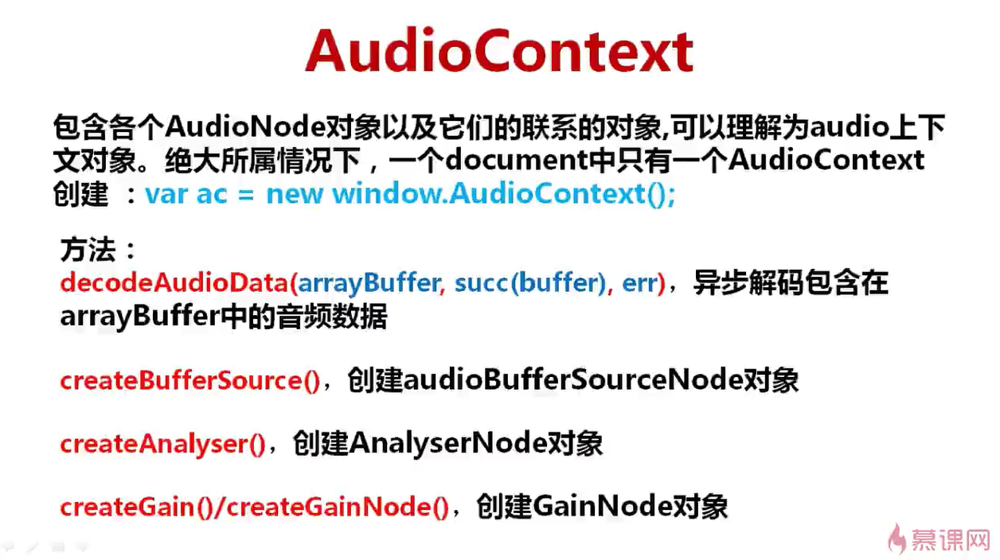 AudioContext
包含各个AudioNode对象以及它们的联系的对象,可以理解为audio上下
文对象。绝大所属情况下，一个document中只有一个AudioContext
创建 ：var ac = new window.AudioContext();
方法：
decodeAudioData(arrayBuffer, succ(buffer), err)，异步解码包含在
arrayBuffer中的音频数据
createBufferSource()，创建audioBufferSourceNode对象
createAnalyser()，创建AnalyserNode对象
createGain()/createGainNode()，创建GainNode对象
慕课网